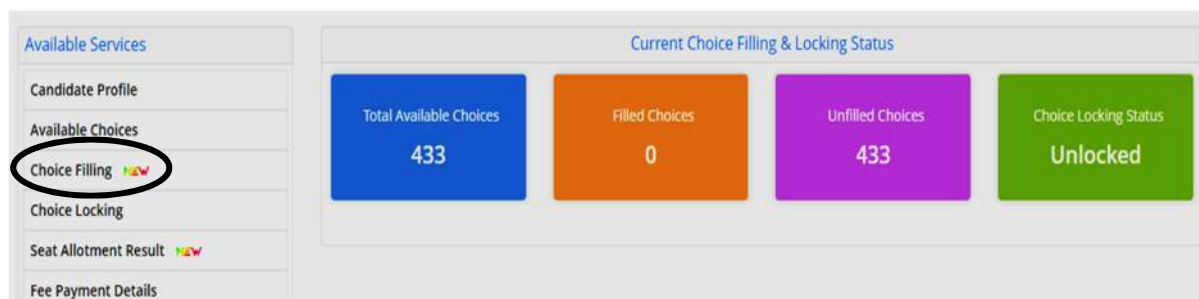 Available Services
Candidate Profile
Available Choices
Choice Filling NEW
Choice Locking
Seat Allotment Result NEW
Fee Payment Details
Current Choice Filling & Locking Status
Total Available Choices
433
Filled Choices
0
Unfilled Choices
433
Choice Locking Status
Unlocked